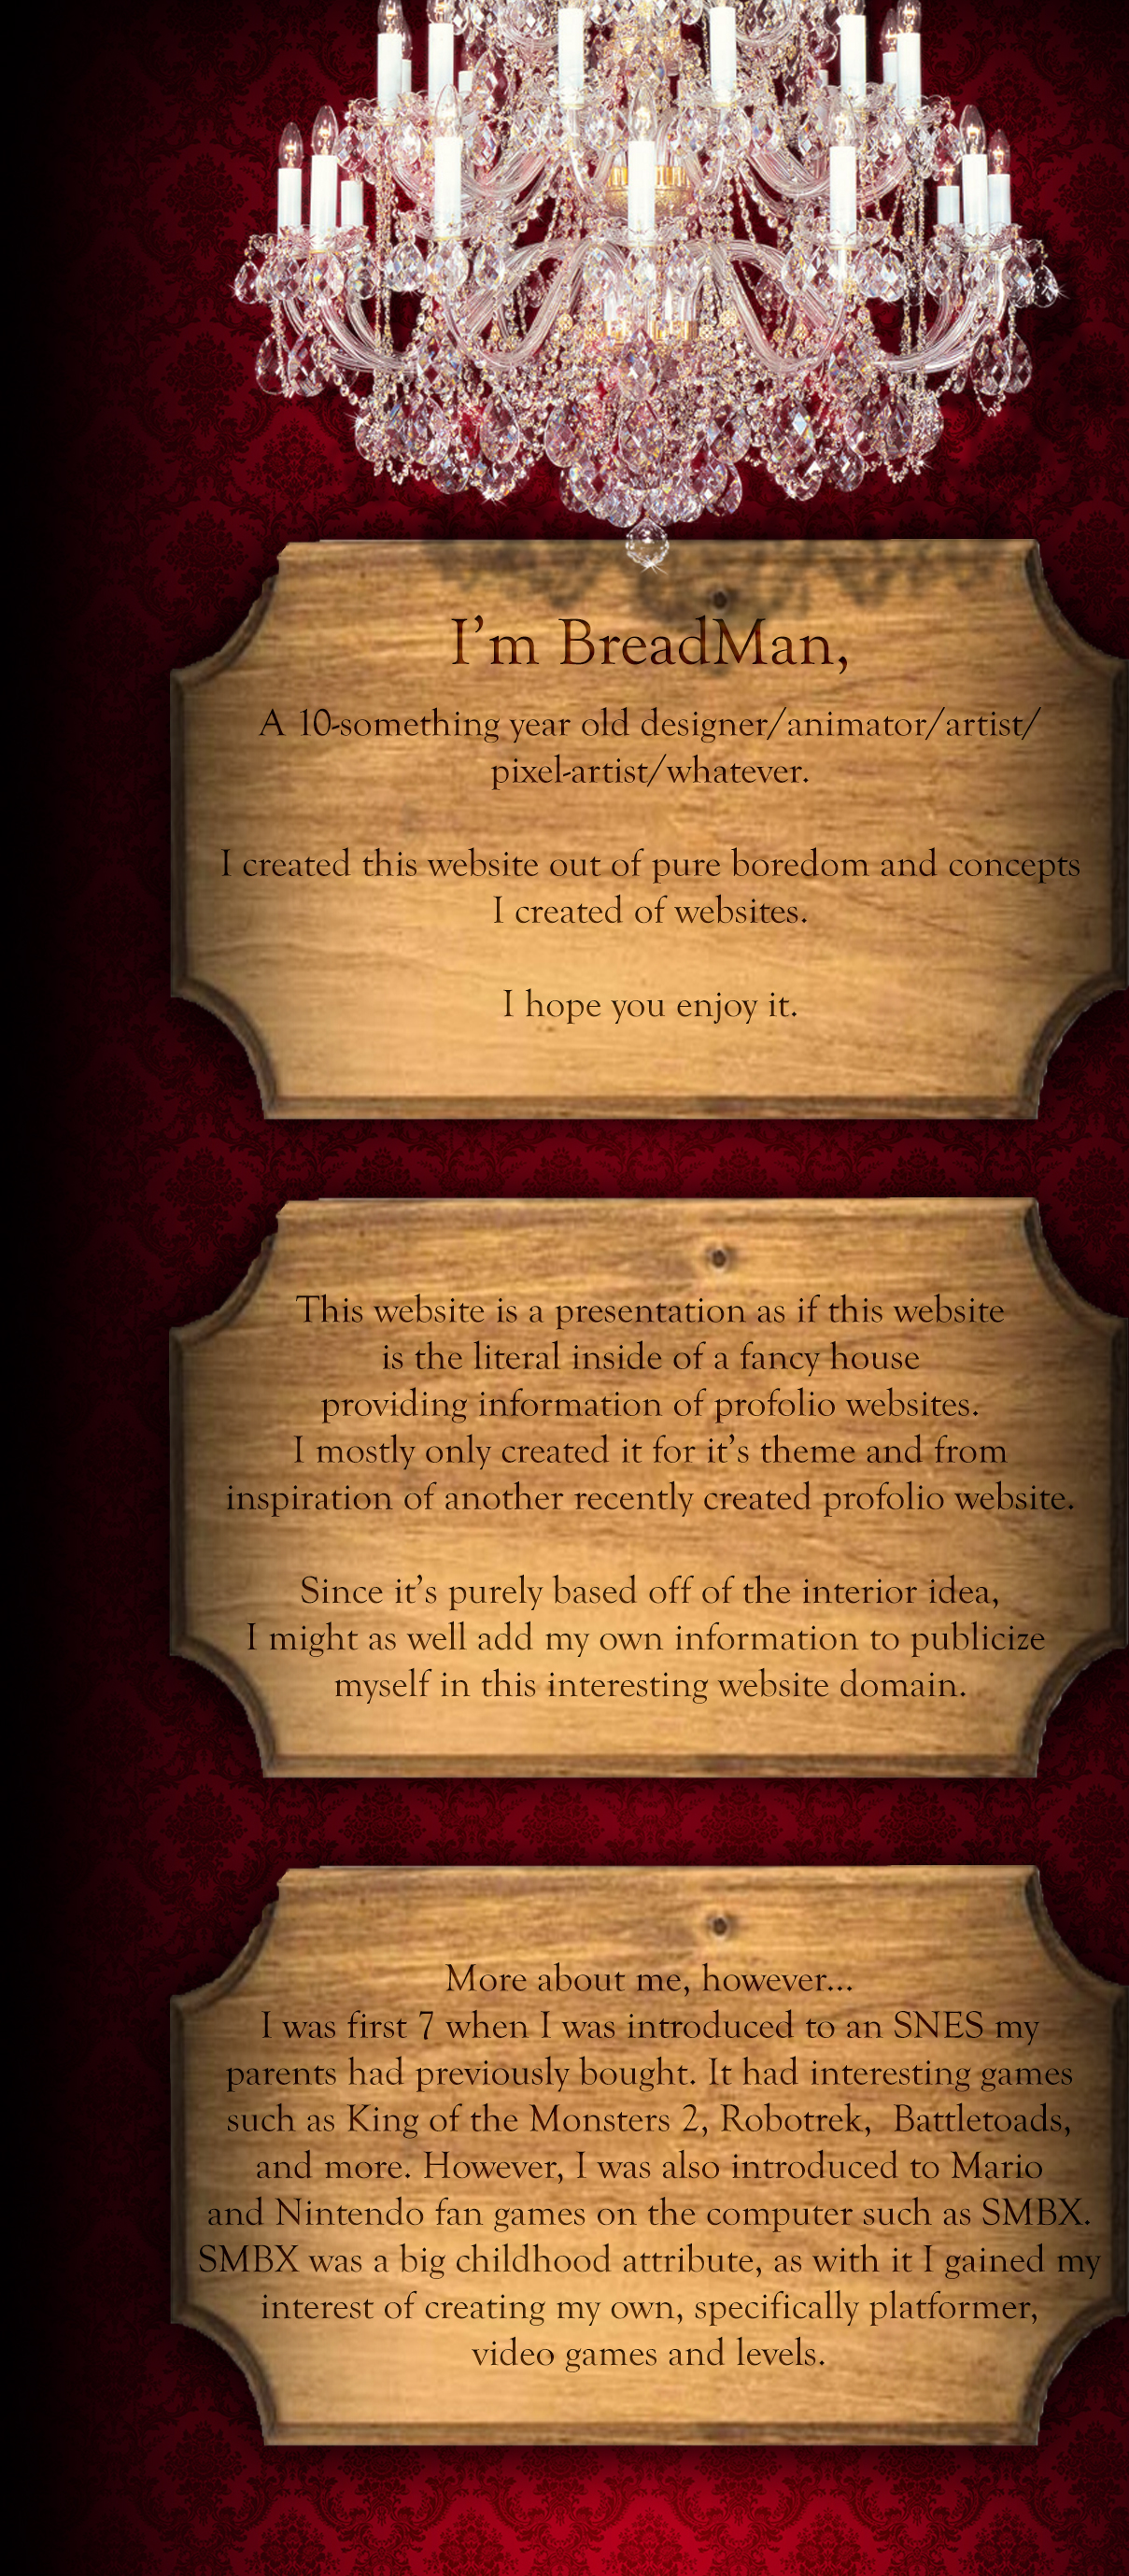 I'm BreadMan,
A 10-something year old designer/animator/artist/
pixel-artist/whatever.
I created this website out of pure boredom and concepts
I created of websites.
I hope you enjoy it.
This website is a presentation as if this website
is the literal inside of a fancy house
providing information of profolio websites.
I mostly only created it for it's theme and from
inspiration of another recently created profolio website.
Since it's purely based off of the interior idea,
I might as well add my own information to publicize
myself in this interesting website domain.
More about me, however...
I was first 7 when I was introduced to an SNES my
parents had previously bought. It had interesting games
such as King of the Monsters 2, Robotrek,  Battletoads,
and more. However, I was also introduced to Mario
and Nintendo fan games on the computer such as SMBX.
SMBX was a big childhood attribute, as with it I gained my
interest of creating my own, specifically platformer,
video games and levels.